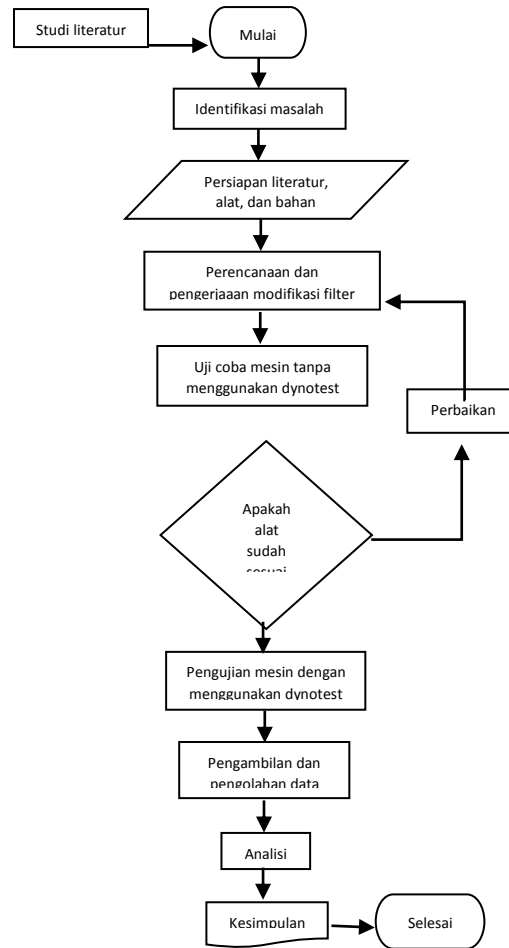 Studi literatur
Mulai
Identifikasi masalah
Persiapan literatur,
alat, dan bahan
Perencanaan dan
pengerjaaan modifikasi filter
Uji coba mesin tanpa
menggunakan dynotest
Perbaikan
Apakah
alat
sudah
sesuai
Pengujian mesin dengan
menggunakan dynotest
Pengambilan dan
pengolahan data
Analisi
Kesimpulan
Selesai